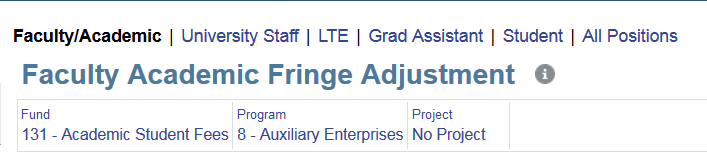 Faculty/Academic | University Staff | LTE | Grad Assistant | Student | All Positions
Faculty Academic Fringe Adjustment i
Fund Program Project
131 - Academic Student Fees 8 - Auxiliary Enterprises No Project